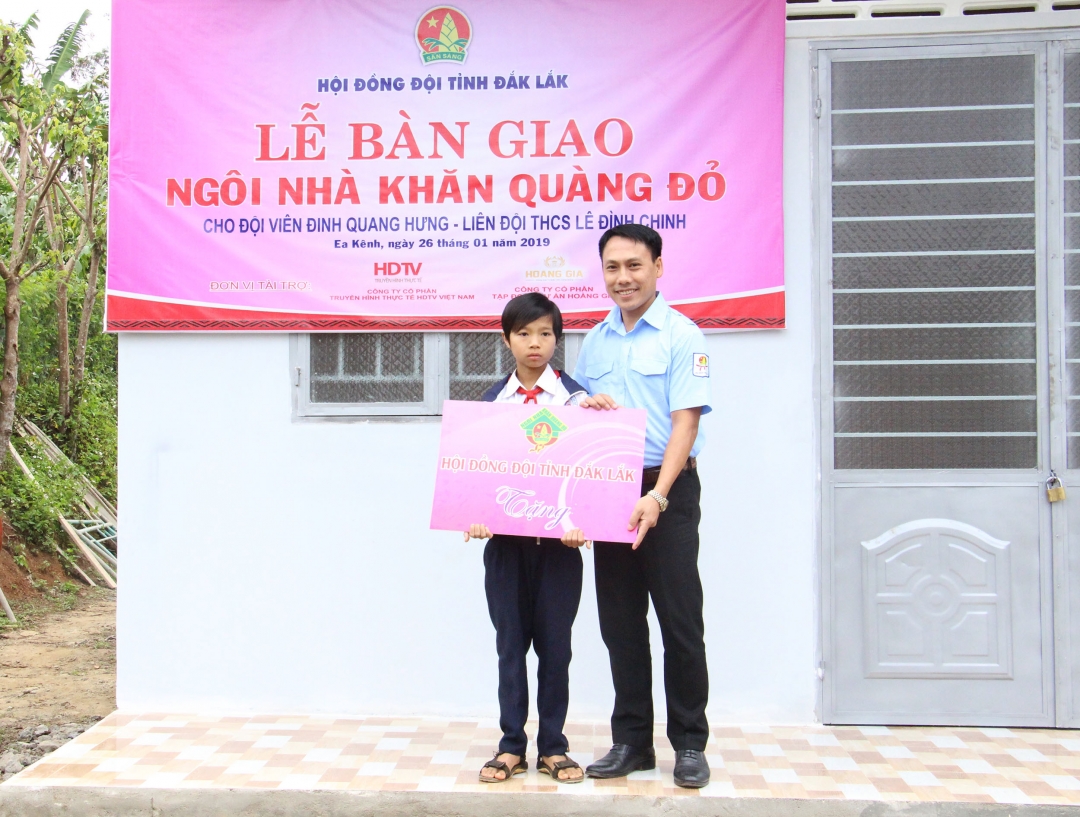 SẴN SÀNG
HỘI ĐỒNG ĐỘI TỈNH ĐẮK LẮK
LỄ BÀN GIAO
NGÔI NHÀ KHĂN QUÀNG ĐỎ
CHO ĐỘI VIÊN ĐINH QUANG HƯNG - LIÊN ĐỘI THCS LÊ ĐÌNH CHINH
Ea Kênh, ngày 26 tháng 01 năm 2019
ĐƠN VỊ TÀI TRỢ:
HDTV
CÔNG TY CỔ PHẦN
TRUYỀN HÌNH THỰC TẾ HDTV VIỆT NAM
HOÀNG GIA
CÔNG TY CỔ PHẦN
HỘI ĐỒNG ĐỘI TỈNH ĐẮK LẮK
Tặng